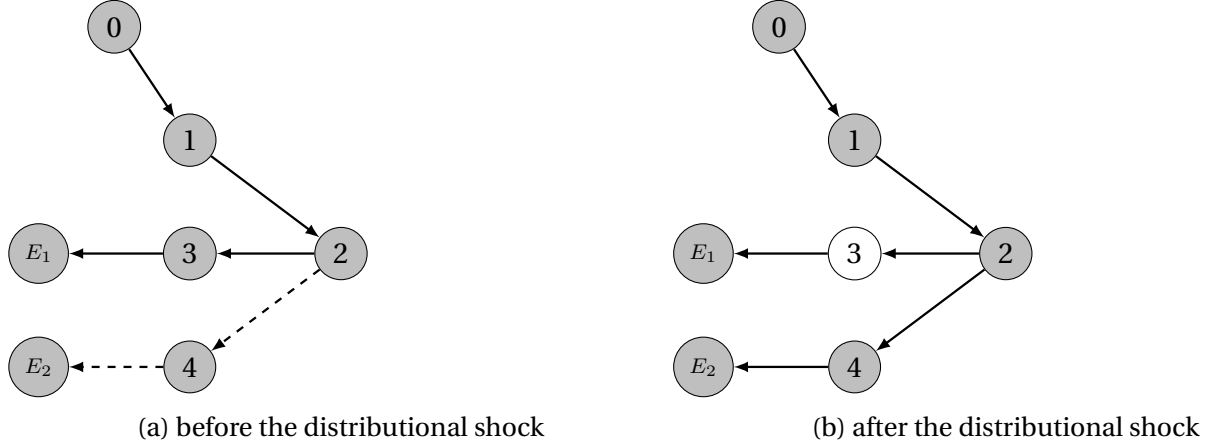 0
0
1
1
E₁
3
2
E₁
3
2
E₂
4
E₂
4
(a) before the distributional shock
(b) after the distributional shock